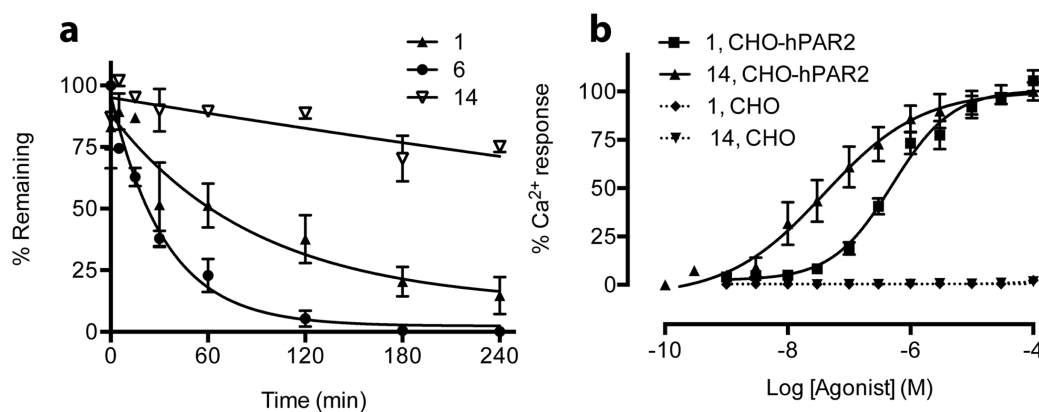 a
1
6
14
100
75
50
25
0
% Remaining
0 60 120 180 240
Time (min)
b
1, CHO-hPAR2
14, CHO-hPAR2
1, CHO
14, CHO
100
75
50
25
0
% Ca²⁺ response
-10 -8 -6 -4
Log [Agonist] (M)